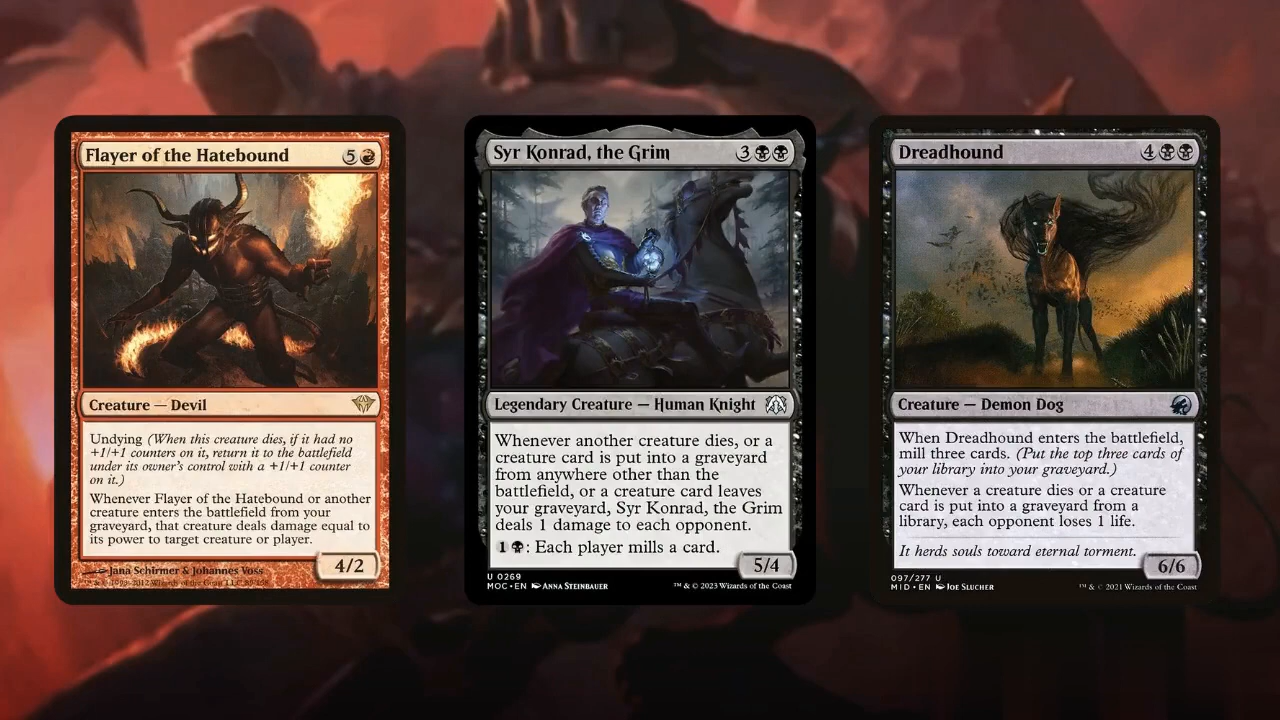 Flayer of the Hatebound 5
Creature — Devil
Undying (When this creature dies, if it had no
+1/+1 counters on it, return it to the battlefield
under its owner's control with a +1/+1 counter
on it.)
Whenever Flayer of the Hatebound or another
creature enters the battlefield from your
graveyard, that creature deals damage equal to
its power to target creature or player.
4/2
Jana Schirmer & Johannes Voss
Syr Konrad, the Grim 3
Legendary Creature — Human Knight
Whenever another creature dies, or a
creature card is put into a graveyard
from anywhere other than the
battlefield, or a creature card leaves
your graveyard, Syr Konrad, the Grim
deals 1 damage to each opponent.
1 : Each player mills a card.
5/4
U 0269
MOC • EN Anna Steinbauer ™ & © 2023 Wizards of the Coast
Dreadhound 4
Creature — Demon Dog
When Dreadhound enters the battlefield,
mill three cards. (Put the top three cards of
your library into your graveyard.)
Whenever a creature dies or a creature
card is put into a graveyard from a
library, each opponent loses 1 life.
It herds souls toward eternal torment.
6/6
097/277 U
MID • EN Joe Slucher ™ & © 2021 Wizards of the Coast